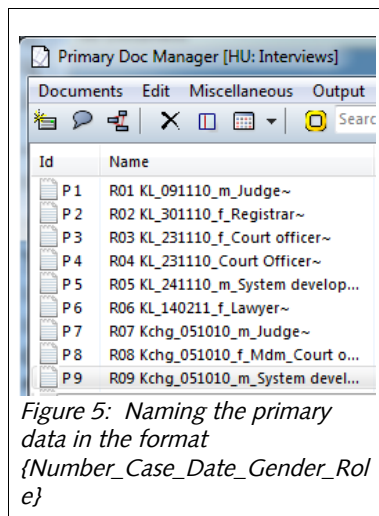 Primary Doc Manager [HU: Interviews]
Documents Edit Miscellaneous Output
Searc
Id Name
P 1 R01 KL_091110_m_Judge~
P 2 R02 KL_301110_f_Registrar~
P 3 R03 KL_231110_f_Court officer~
P 4 R04 KL_231110_Court Officer~
P 5 R05 KL_241110_m_System develop...
P 6 R06 KL_140211_f_Lawyer~
P 7 R07 Kchg_051010_m_Judge~
P 8 R08 Kchg_051010_f_Mdm_Court o...
P 9 R09 Kchg_051010_m_System devel...
Figure 5: Naming the primary
data in the format
{Number_Case_Date_Gender_Rol
e}